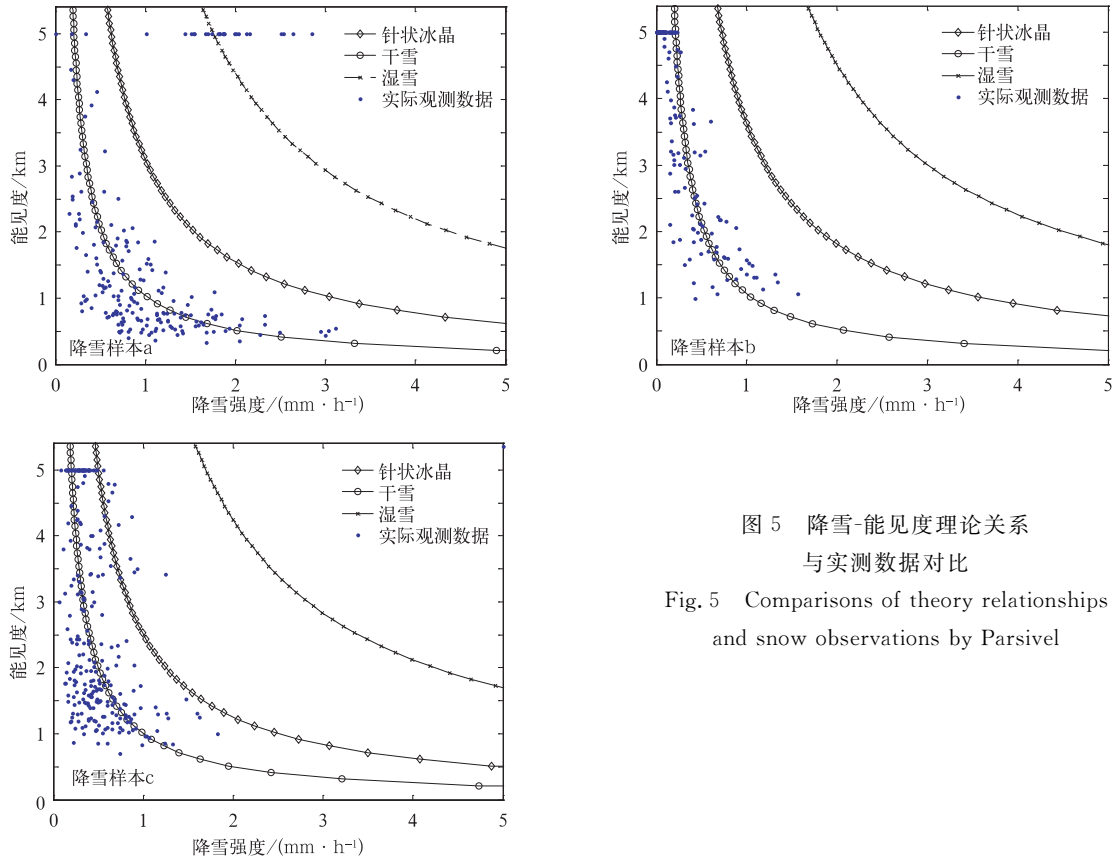 5
4
3
2
1
0
能见度/km
针状冰晶
干雪
湿雪
实际观测数据
降雪样本a
0 1 2 3 4 5
降雪强度/(mm · h⁻¹)
5
4
3
2
1
0
能见度/km
针状冰晶
干雪
湿雪
实际观测数据
降雪样本b
0 1 2 3 4 5
降雪强度/(mm · h⁻¹)
5
4
3
2
1
0
能见度/km
针状冰晶
干雪
湿雪
实际观测数据
降雪样本c
0 1 2 3 4 5
降雪强度/(mm · h⁻¹)
图 5 降雪-能见度理论关系
与实测数据对比
Fig. 5 Comparisons of theory relationships
and snow observations by Parsivel